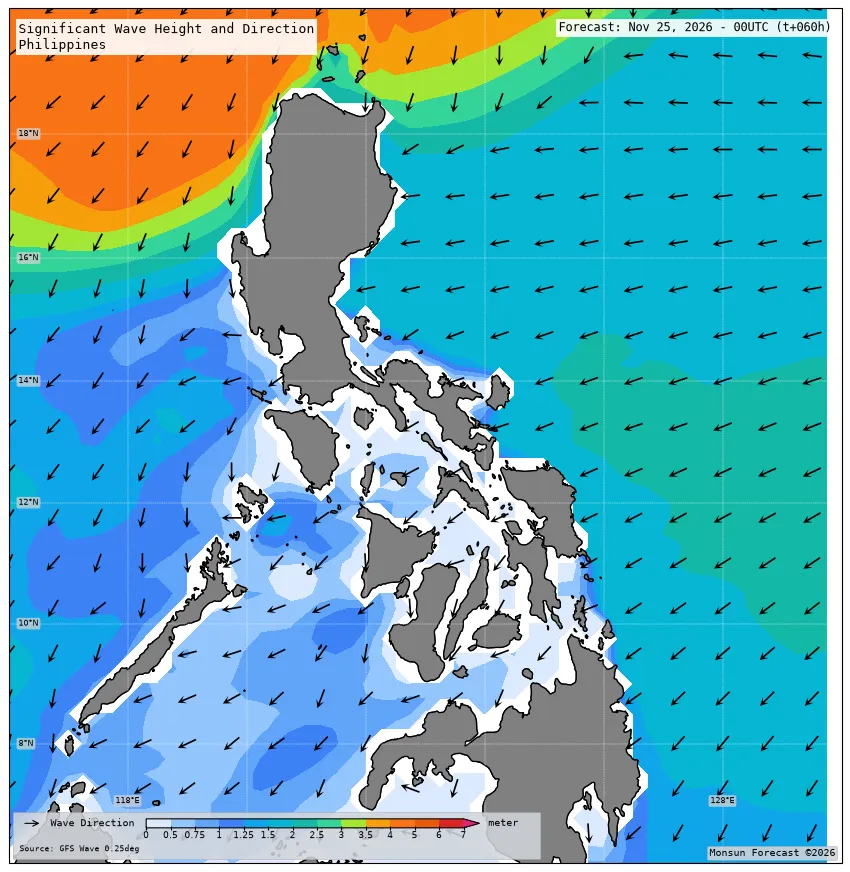 Significant Wave Height and Direction
Philippines
Forecast: Nov 25, 2026 - 00UTC (t+060h)
18°N
16°N
14°N
12°N
10°N
8°N
118°E
128°E
Wave Direction
meter
0 0.5 0.75 1 1.25 1.5 2 2.5 3 3.5 4 5 6 7
Source: GFS Wave 0.25deg
Monsun Forecast ©2026